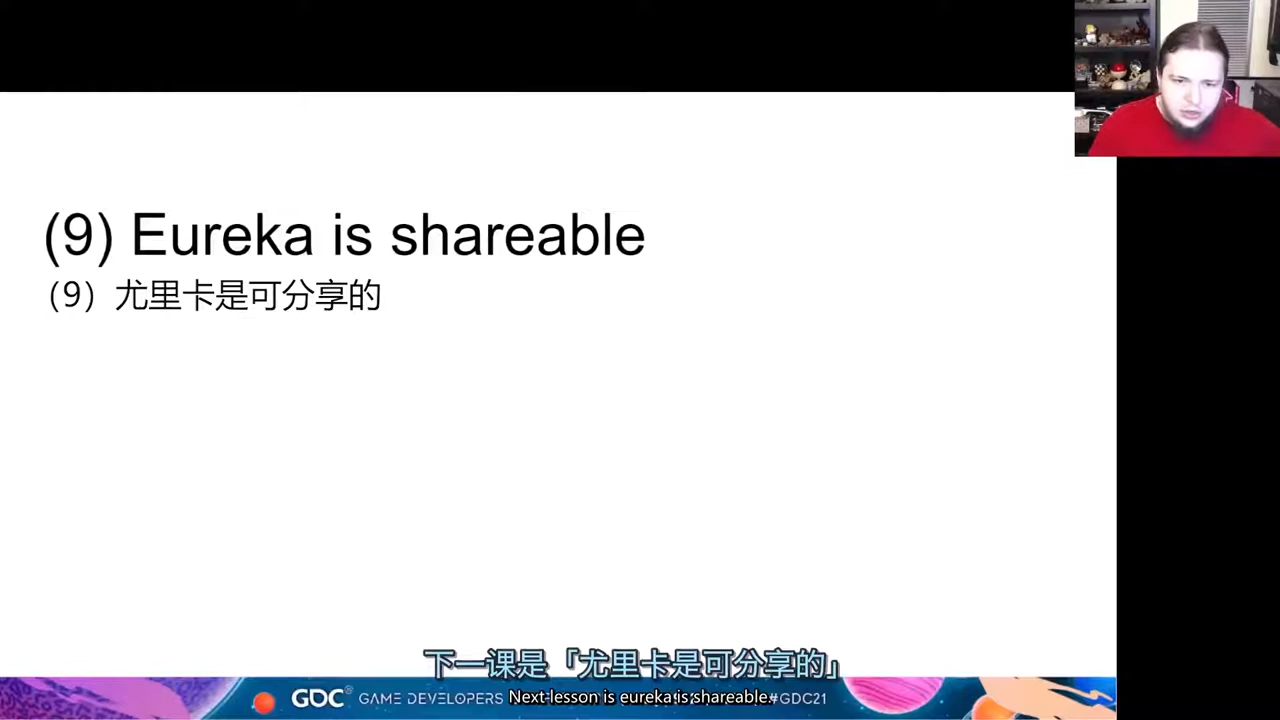 (9) Eureka is shareable
（9）尤里卡是可分享的
下一课是「尤里卡是可分享的」
GDC GAME DEVELOPERS
Next lesson is eureka is shareable.
#GDC21